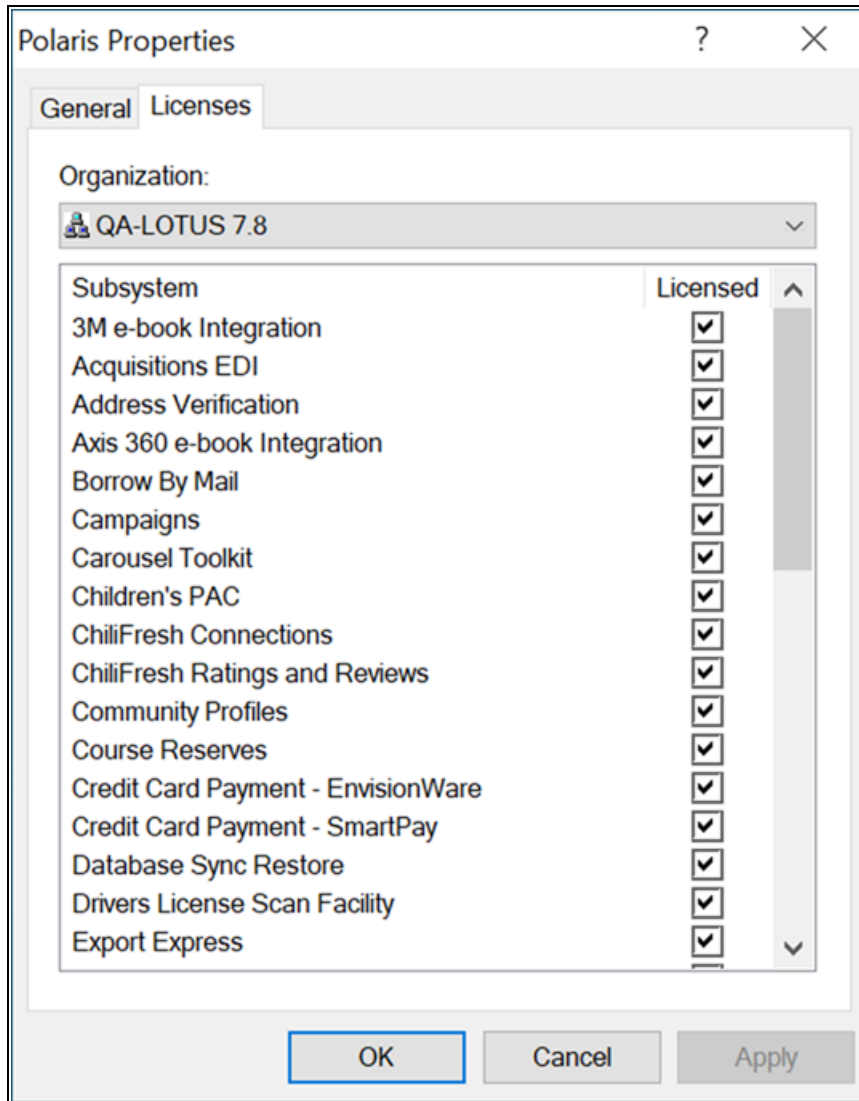 Polaris Properties ?
General Licenses
Organization:
QA-LOTUS 7.8
Subsystem Licensed
3M e-book Integration
Acquisitions EDI
Address Verification
Axis 360 e-book Integration
Borrow By Mail
Campaigns
Carousel Toolkit
Children's PAC
ChiliFresh Connections
ChiliFresh Ratings and Reviews
Community Profiles
Course Reserves
Credit Card Payment - EnvisionWare
Credit Card Payment - SmartPay
Database Sync Restore
Drivers License Scan Facility
Export Express
OK Cancel Apply